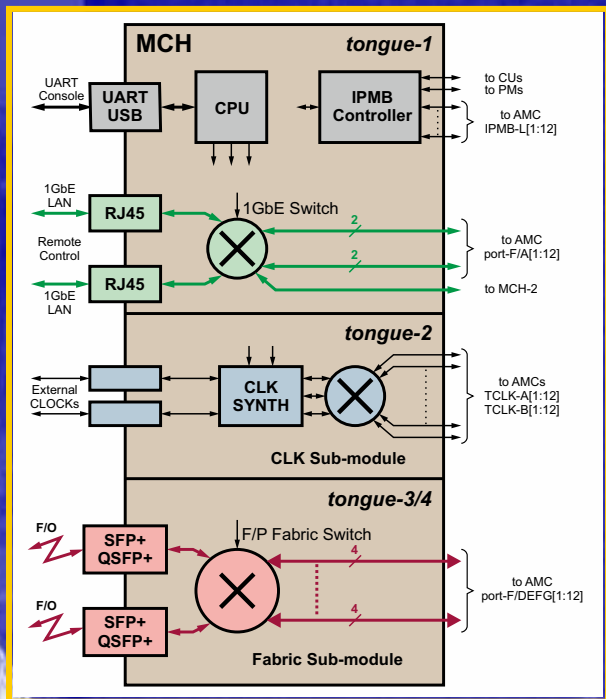 MCH
tongue-1
UART
Console
UART
USB
CPU
IPMB
Controller
to CUs
to PMs
to AMC
IPMB-L[1:12]
1GbE
LAN
RJ45
1GbE Switch
2
to AMC
port-F/A[1:12]
Remote
Control
2
RJ45
to MCH-2
1GbE
LAN
tongue-2
External
CLOCKs
CLK
SYNTH
to AMCs
TCLK-A[1:12]
TCLK-B[1:12]
CLK Sub-module
tongue-3/4
F/O
SFP+
QSFP+
F/P Fabric Switch
4
to AMC
port-F/DEFG[1:12]
F/O
SFP+
QSFP+
4
Fabric Sub-module